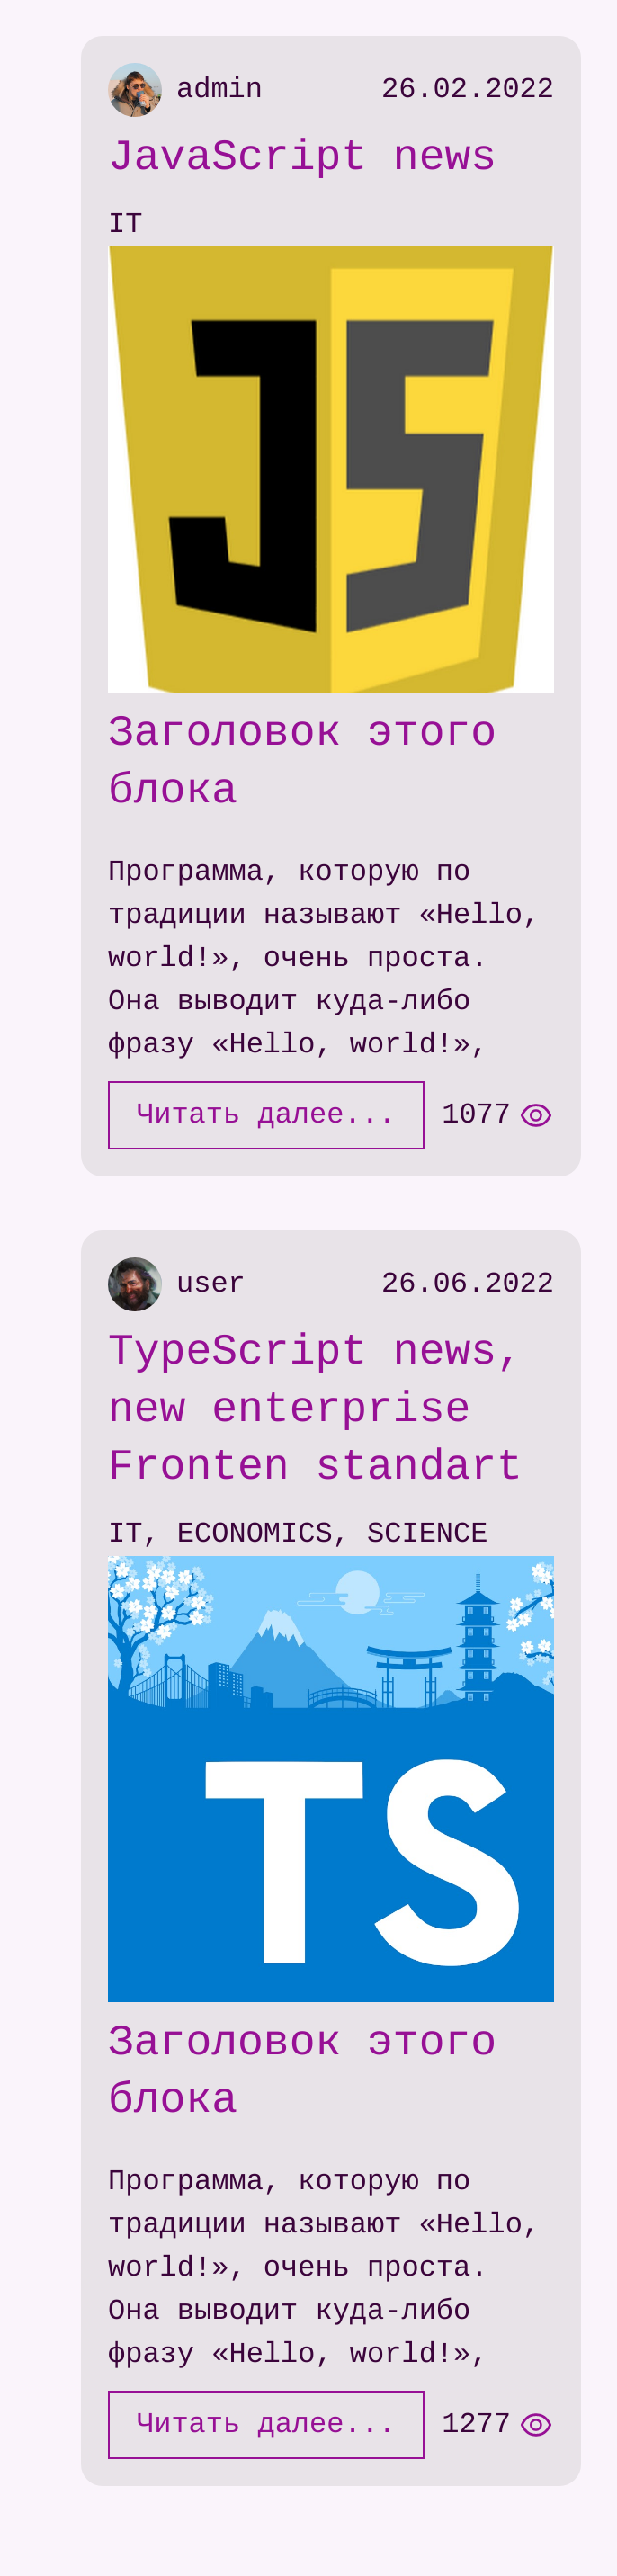 admin 26.02.2022
JavaScript news
IT
JS
Заголовок этого
блока
Программа, которую по
традиции называют «Hello,
world!», очень проста.
Она выводит куда-либо
фразу «Hello, world!»,
Читать далее... 1077
user 26.06.2022
TypeScript news,
new enterprise
Fronten standart
IT, ECONOMICS, SCIENCE
TS
Заголовок этого
блока
Программа, которую по
традиции называют «Hello,
world!», очень проста.
Она выводит куда-либо
фразу «Hello, world!»,
Читать далее... 1277